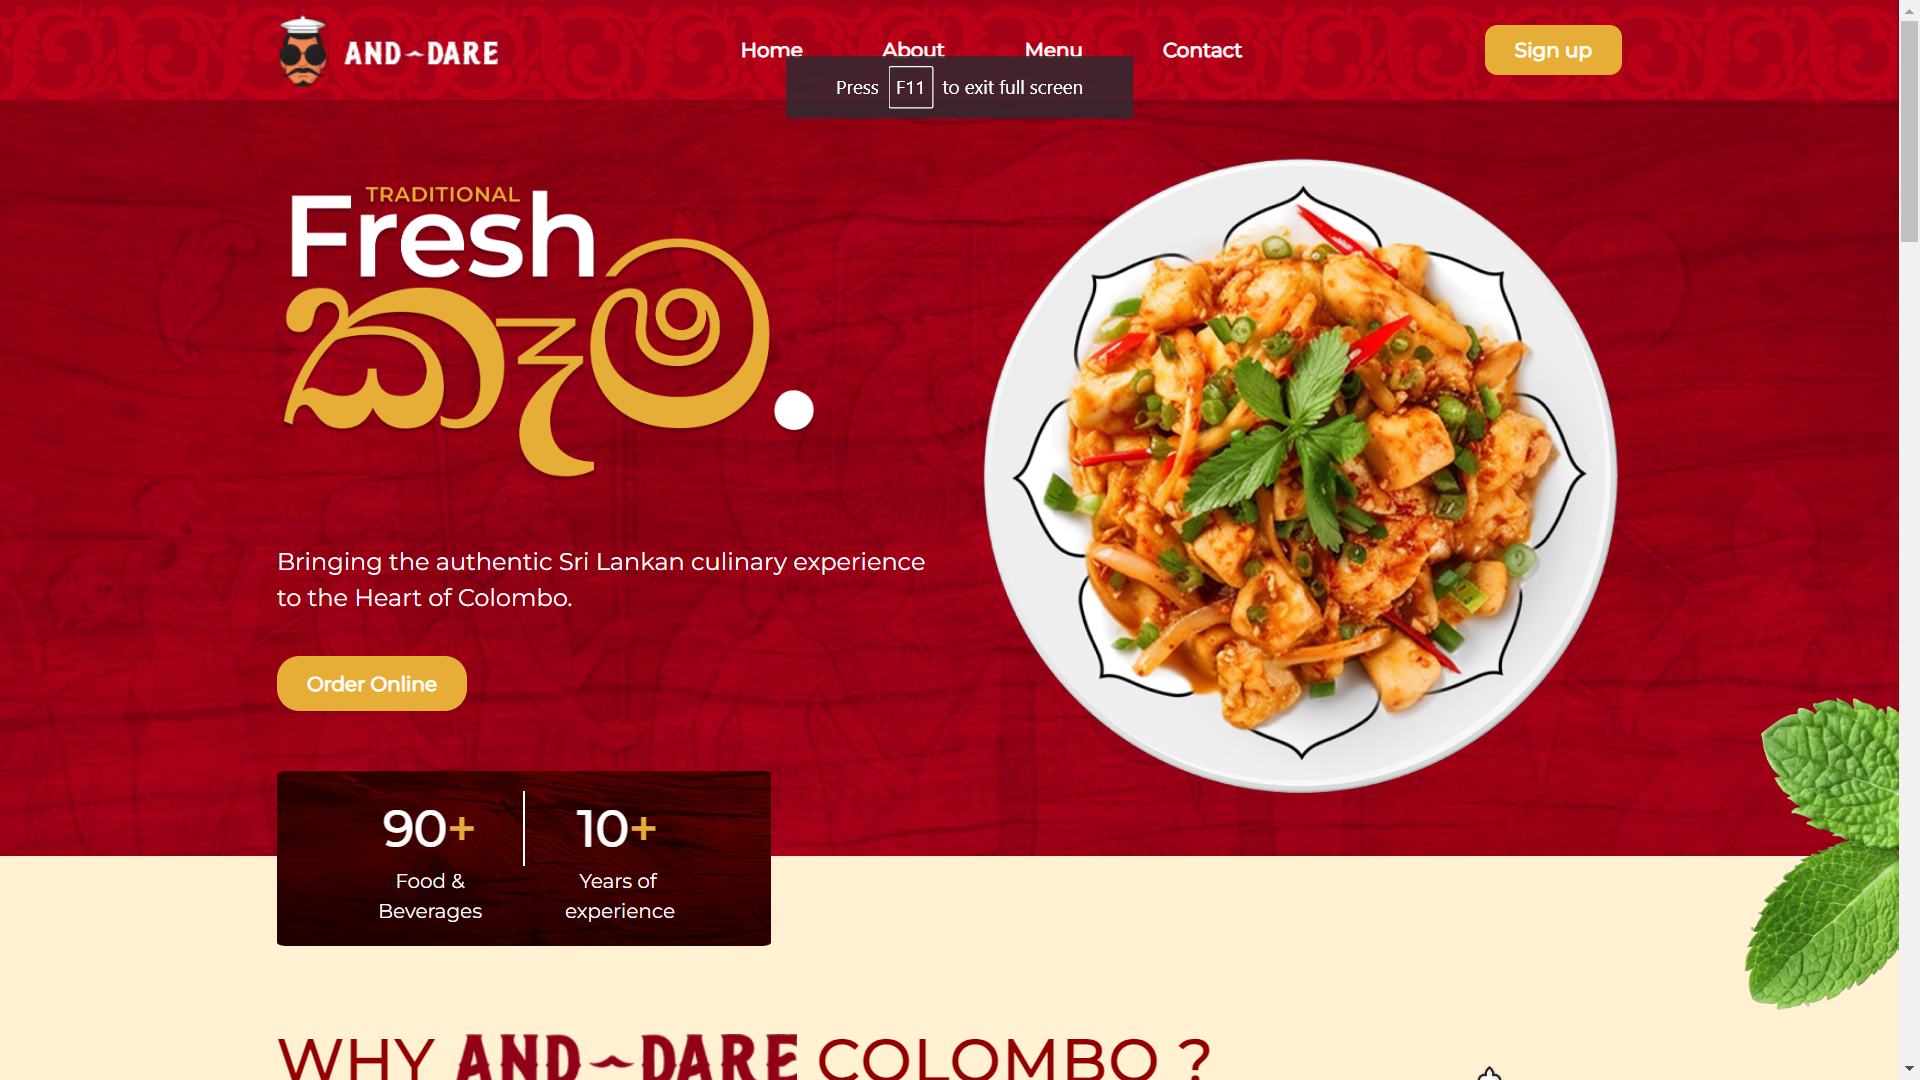 AND DARE
Home About Menu Contact
Sign up
Press F11 to exit full screen
TRADITIONAL
Fresh
කෑම.
Bringing the authentic Sri Lankan culinary experience
to the Heart of Colombo.
Order Online
90+
Food &
Beverages
10+
Years of
experience
WHY AND DARE COLOMBO ?